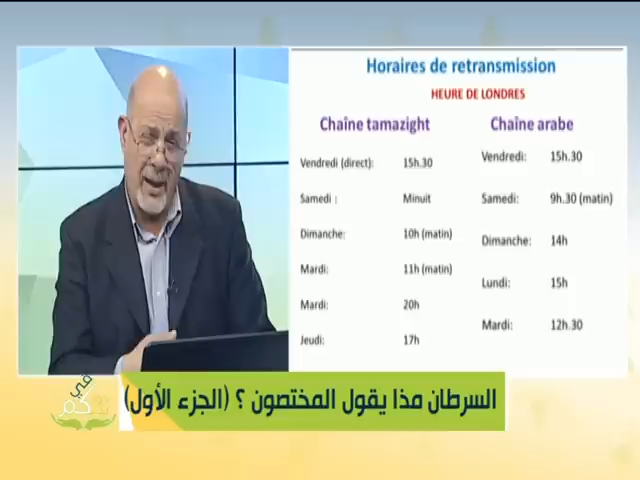 Horaires de retransmission
HEURE DE LONDRES
Chaîne tamazight
Vendredi (direct): 15h.30
Samedi : Minuit
Dimanche: 10h (matin)
Mardi: 11h (matin)
Mardi: 20h
Jeudi: 17h
Chaîne arabe
Vendredi: 15h.30
Samedi: 9h.30 (matin)
Dimanche: 14h
Lundi: 15h
Mardi: 12h.30
السرطان مذا يقول المختصون ؟ (الجزء الأول)
في